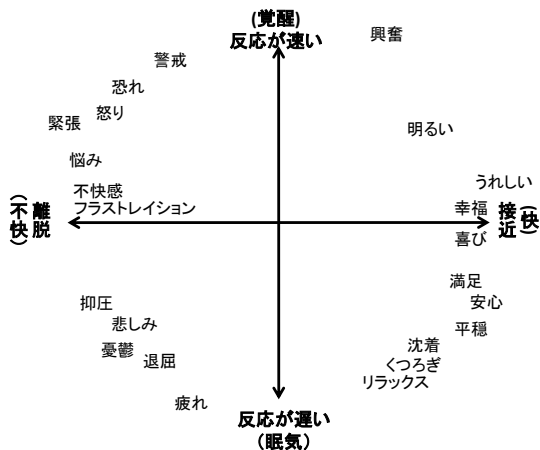 (覚醒)
反応が速い
興奮
警戒
恐れ
怒り
緊張
明るい
悩み
うれしい
不快感
フラストレイション
幸福
離脱
(不快)
接近
(快)
喜び
満足
抑圧
安心
悲しみ
平穏
憂鬱
沈着
退屈
くつろぎ
リラックス
疲れ
反応が遅い
(眠気)